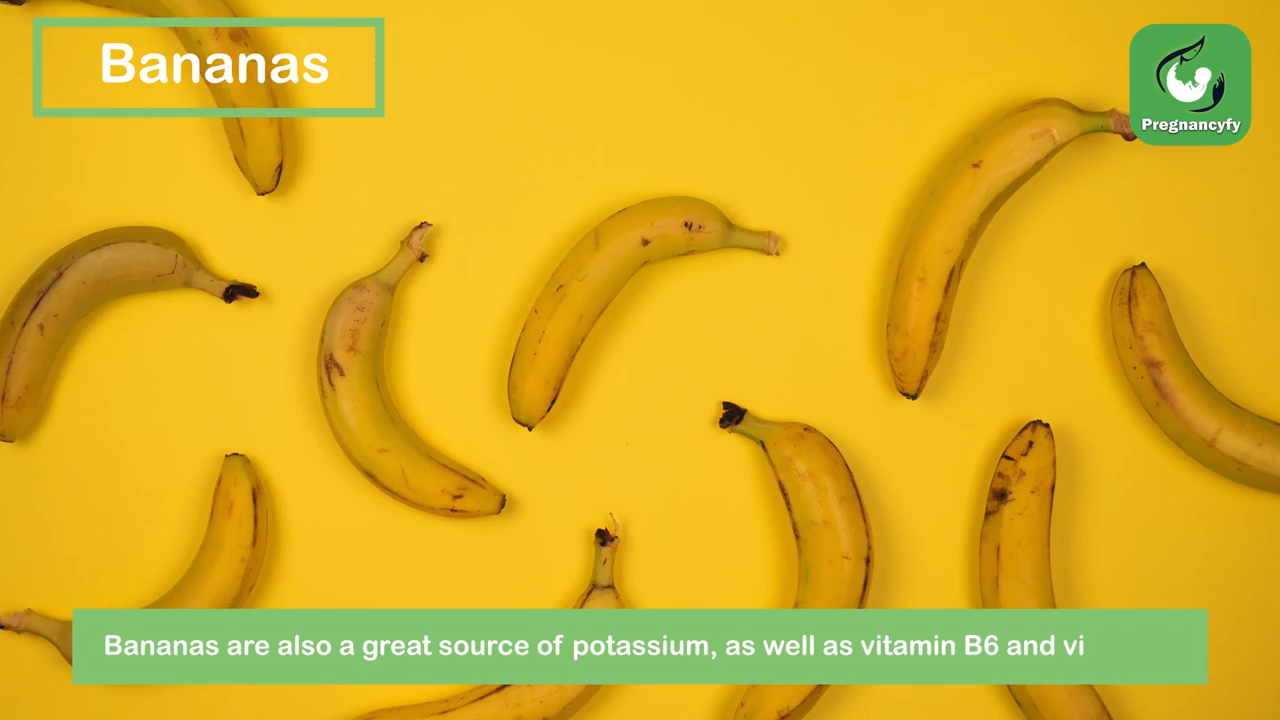 Bananas
Pregnancyfy
Bananas are also a great source of potassium, as well as vitamin B6 and vi